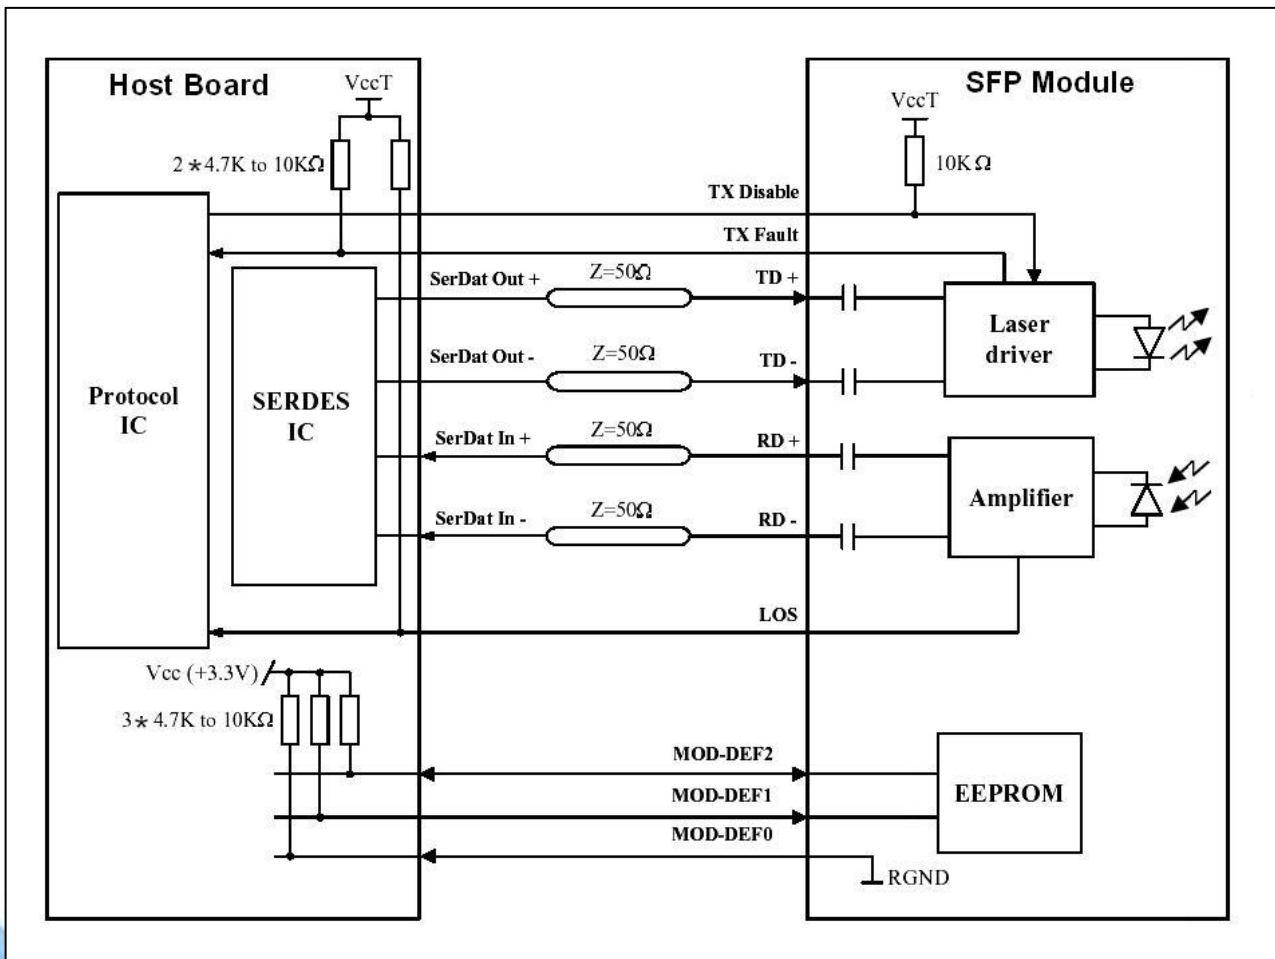 Host Board
SFP Module
VccT
VccT
2*4.7K to 10KΩ
10KΩ
TX Disable
TX Fault
SerDat Out +
Z=50Ω
TD +
Laser
driver
SerDat Out -
Z=50Ω
TD -
Protocol
IC
SERDES
IC
SerDat In +
Z=50Ω
RD +
Amplifier
SerDat In -
Z=50Ω
RD -
LOS
Vcc (+3.3V)
3* 4.7K to 10KΩ
MOD-DEF2
MOD-DEF1
EEPROM
MOD-DEF0
RGND